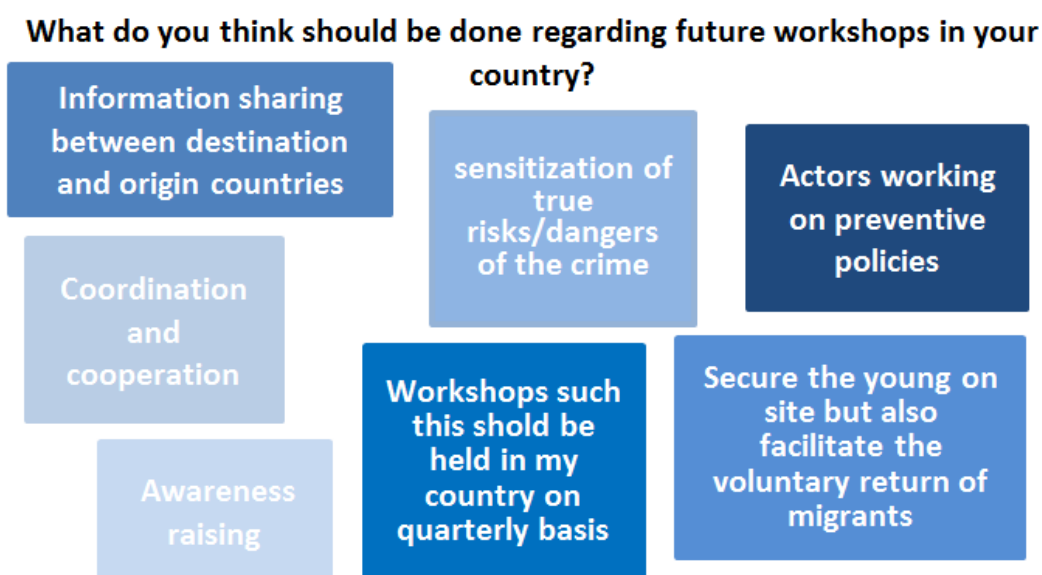 What do you think should be done regarding future workshops in your
country?
Information sharing
between destination
and origin countries
sensitization of
true
risks/dangers
of the crime
Actors working
on preventive
policies
Coordination
and
cooperation
Workshops such
this shold be
held in my
country on
quarterly basis
Secure the young on
site but also
facilitate the
voluntary return of
migrants
Awareness
raising